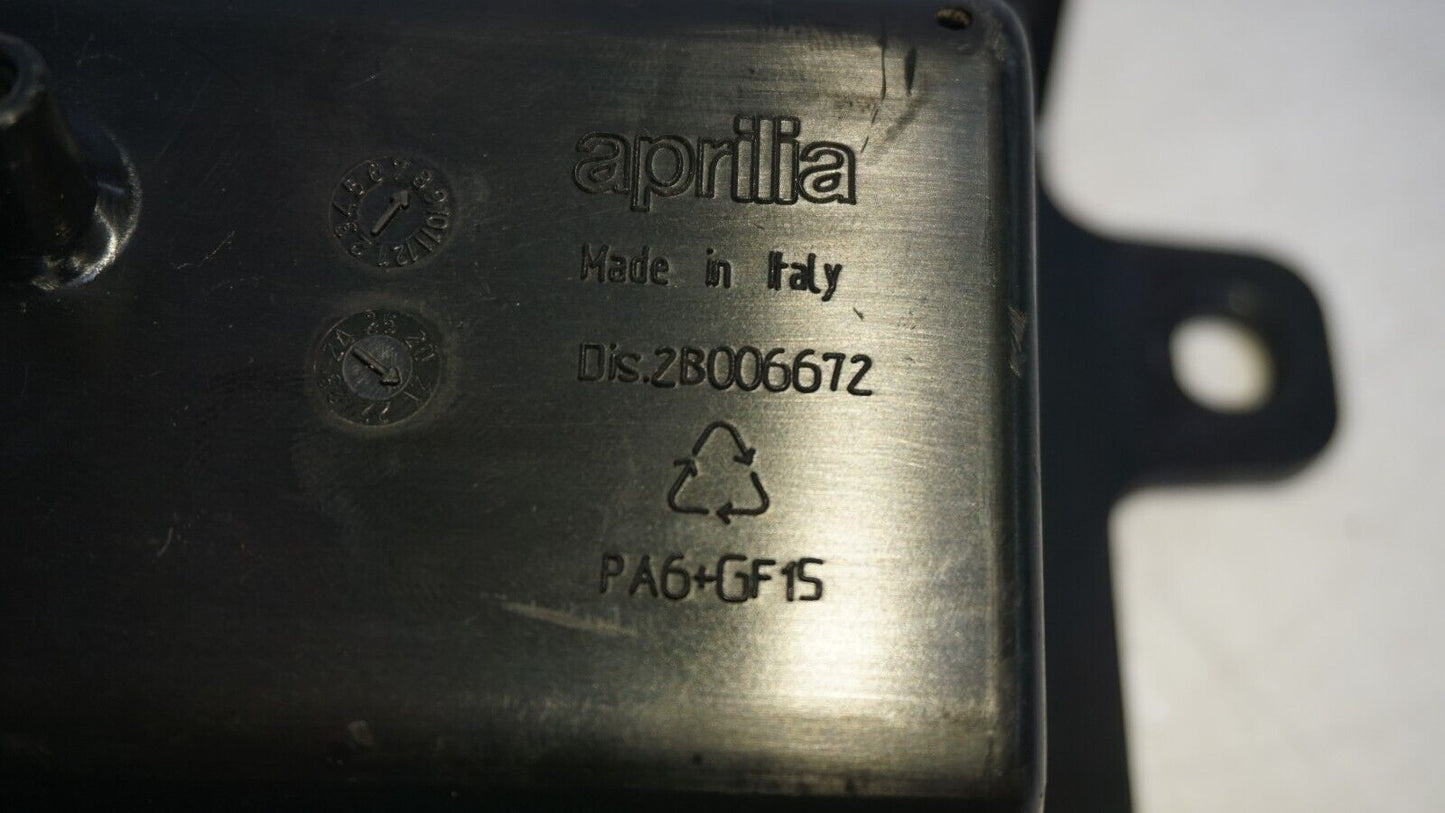 aprilia
Made in Italy
Dis.2B006672
PA6+GF15